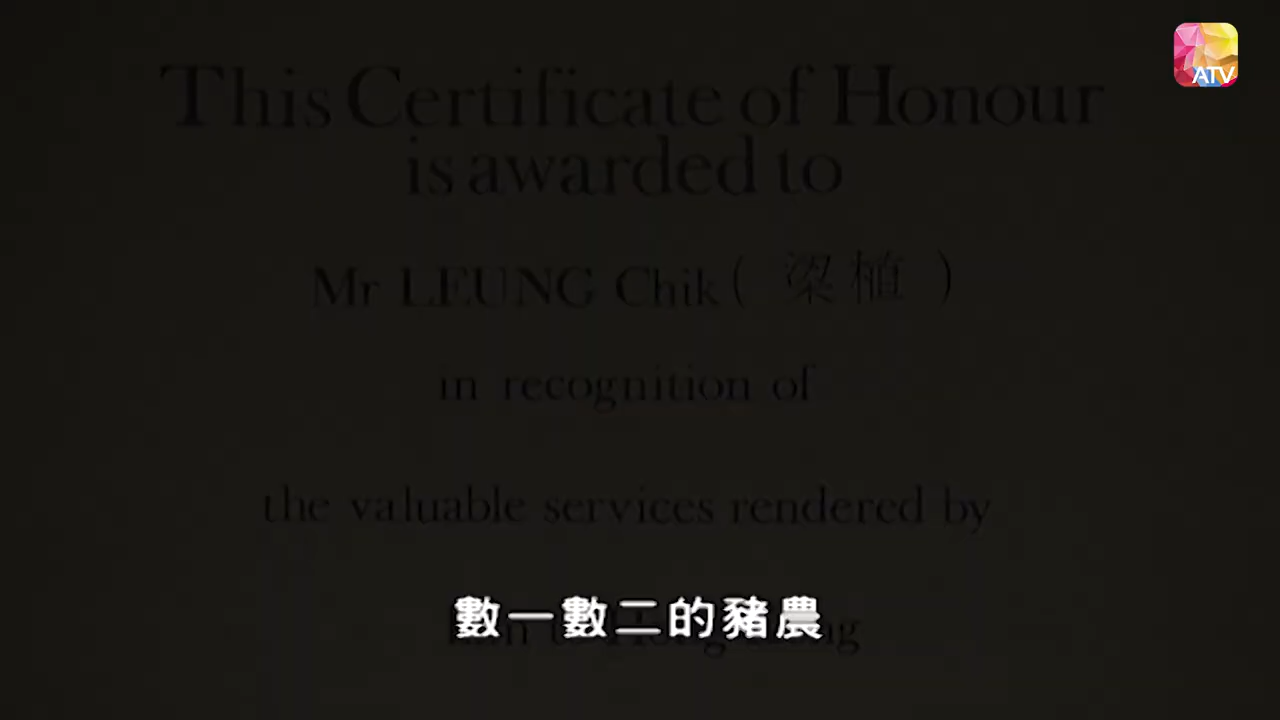 ATV
This Certificate of Honour
is awarded to
Mr LEUNG Chik ( 梁植 )
in recognition of
the valuable services rendered by
數一數二的豬農